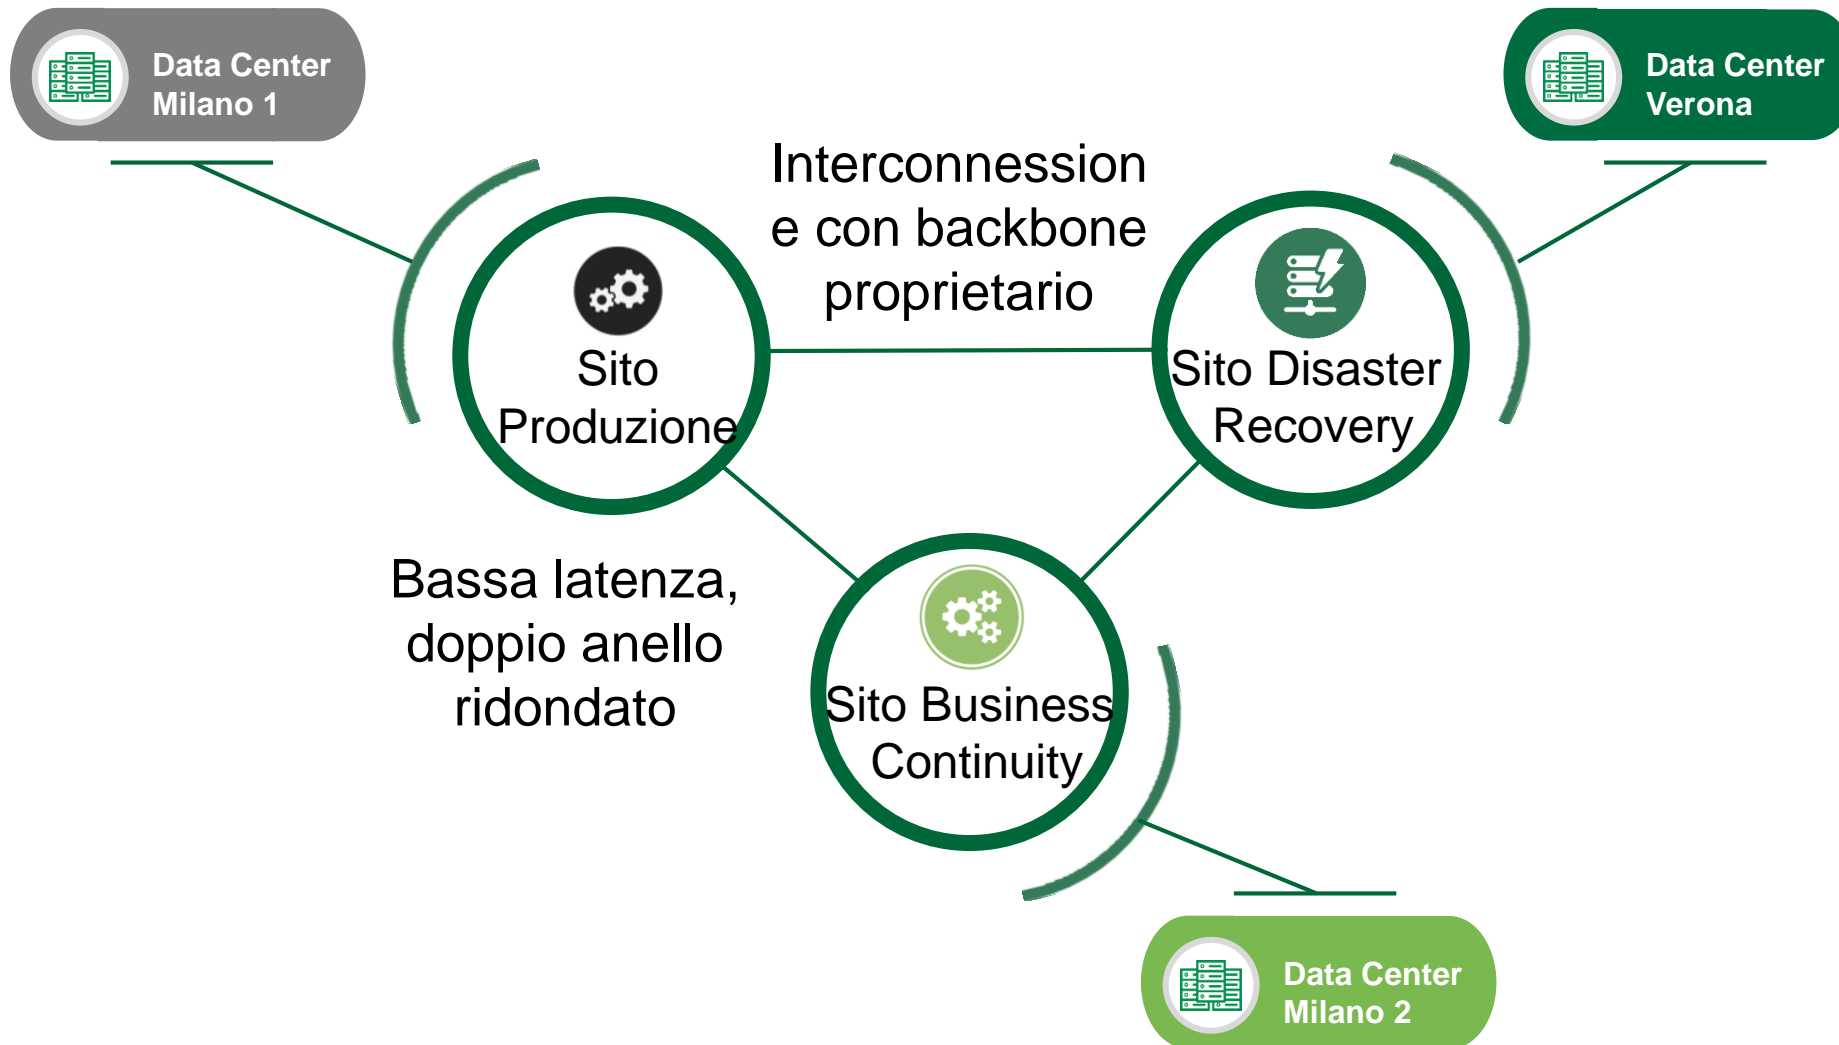 Data Center
Milano 1
Data Center
Verona
Interconnession
e con backbone
proprietario
Sito
Produzione
Sito Disaster
Recovery
Bassa latenza,
doppio anello
ridondato
Sito Business
Continuity
Data Center
Milano 2